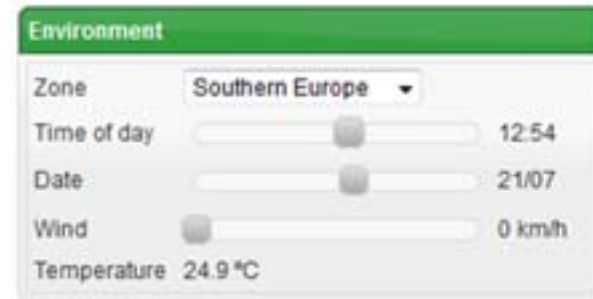 Environment
Zone Southern Europe
Time of day 12:54
Date 21/07
Wind 0 km/h
Temperature 24.9 °C